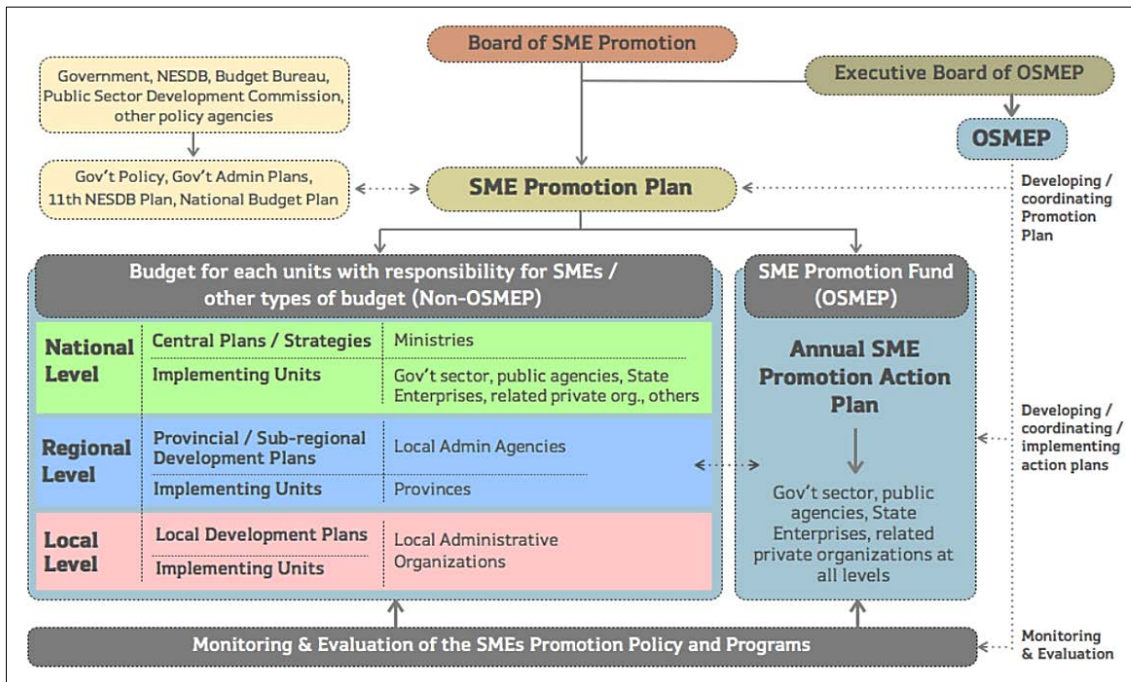 Board of SME Promotion
Executive Board of OSMEP
OSMEP
Government, NESDB, Budget Bureau,
Public Sector Development Commission,
other policy agencies
Gov't Policy, Gov't Admin Plans,
11th NESDB Plan, National Budget Plan
SME Promotion Plan
Developing /
coordinating
Promotion
Plan
Budget for each units with responsibility for SMEs /
other types of budget (Non-OSMEP)
National
Level
Central Plans / Strategies
Ministries
Implementing Units
Gov't sector, public agencies, State
Enterprises, related private org., others
Regional
Level
Provincial / Sub-regional
Development Plans
Local Admin Agencies
Implementing Units
Provinces
Local
Level
Local Development Plans
Implementing Units
Local Administrative
Organizations
SME Promotion Fund
(OSMEP)
Annual SME
Promotion Action
Plan
Gov't sector, public
agencies, State
Enterprises, related
private organizations at
all levels
Developing /
coordinating /
implementing
action plans
Monitoring & Evaluation of the SMEs Promotion Policy and Programs
Monitoring
& Evaluation